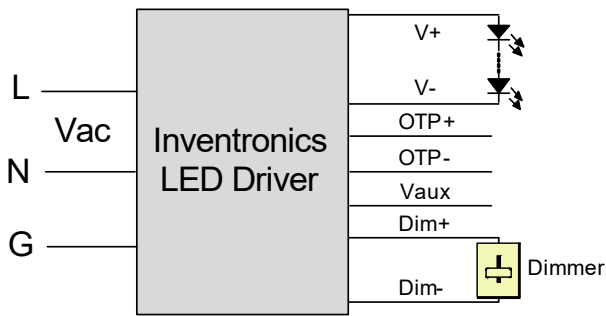 L
Vac
N
G
Inventronics
LED Driver
V+
V-
OTP+
OTP-
Vaux
Dim+
Dim-
Dimmer